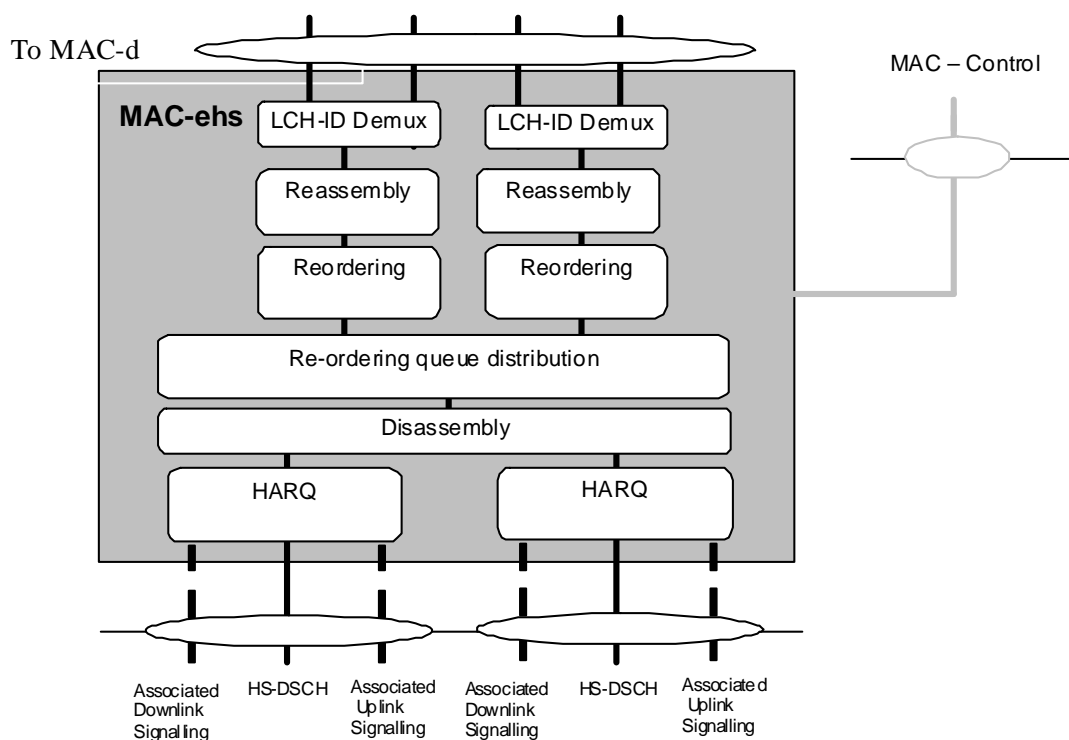 To MAC-d
MAC – Control
MAC-ehs
LCH-ID Demux
LCH-ID Demux
Reassembly
Reassembly
Reordering
Reordering
Re-ordering queue distribution
Disassembly
HARQ
HARQ
Associated
Downlink
Signalling
HS-DSCH
Associated
Uplink
Signalling
Associated
Downlink
Signalling
HS-DSCH
Associated
Uplink
Signalling